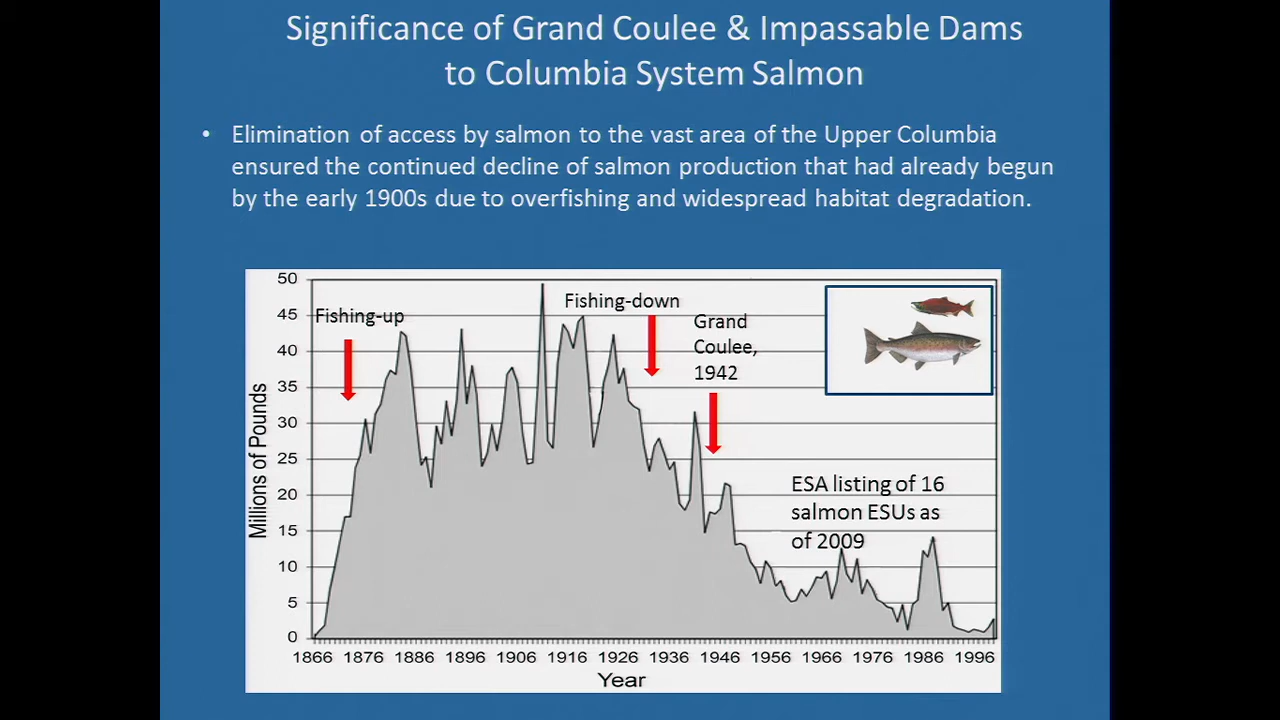 Significance of Grand Coulee & Impassable Dams
to Columbia System Salmon
• Elimination of access by salmon to the vast area of the Upper Columbia
ensured the continued decline of salmon production that had already begun
by the early 1900s due to overfishing and widespread habitat degradation.
50
45
40
35
30
25
20
15
10
5
0
Millions of Pounds
Fishing-up
Fishing-down
Grand
Coulee,
1942
ESA listing of 16
salmon ESUs as
of 2009
1866 1876 1886 1896 1906 1916 1926 1936 1946 1956 1966 1976 1986 1996
Year